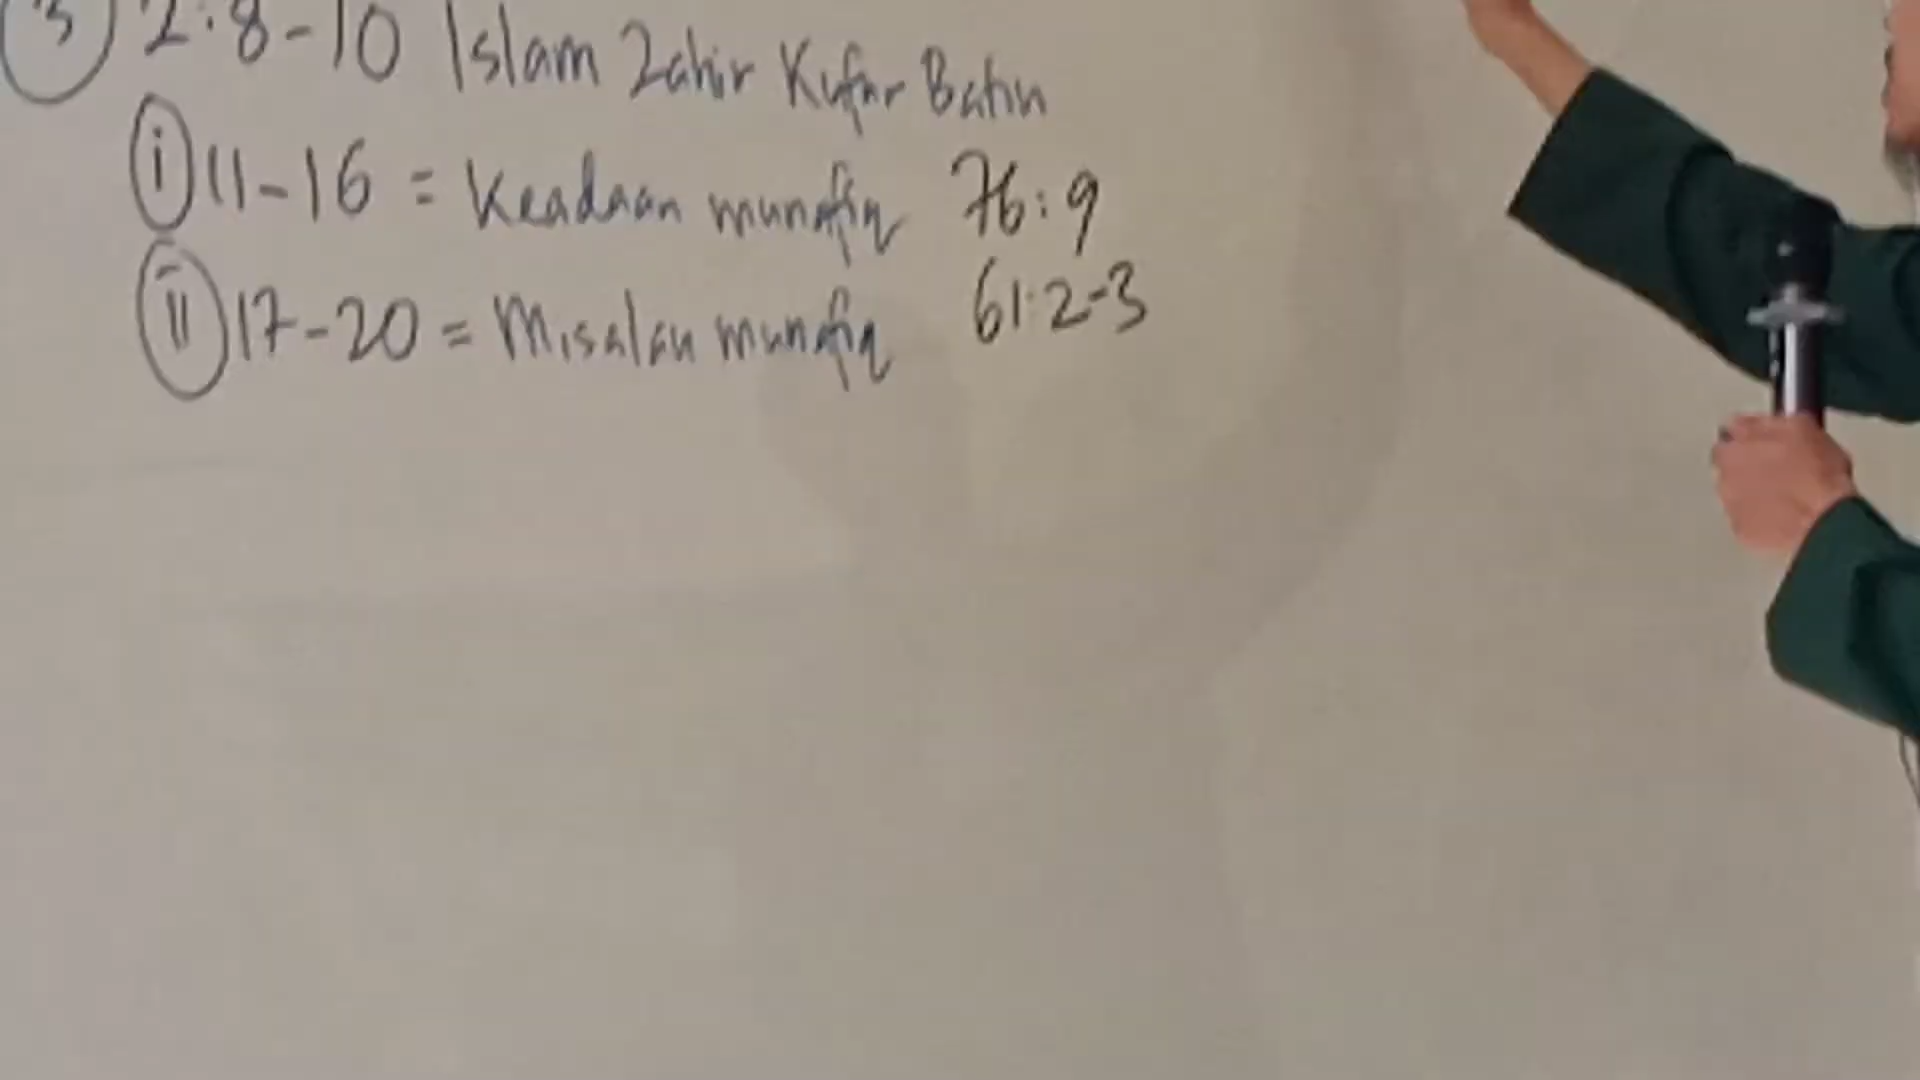 3 2:8-10 Islam Zahir Kufur Batin
i 11-16 = Keadaan munafiq 76:9
ii 17-20 = Misalan munafiq 61:2-3